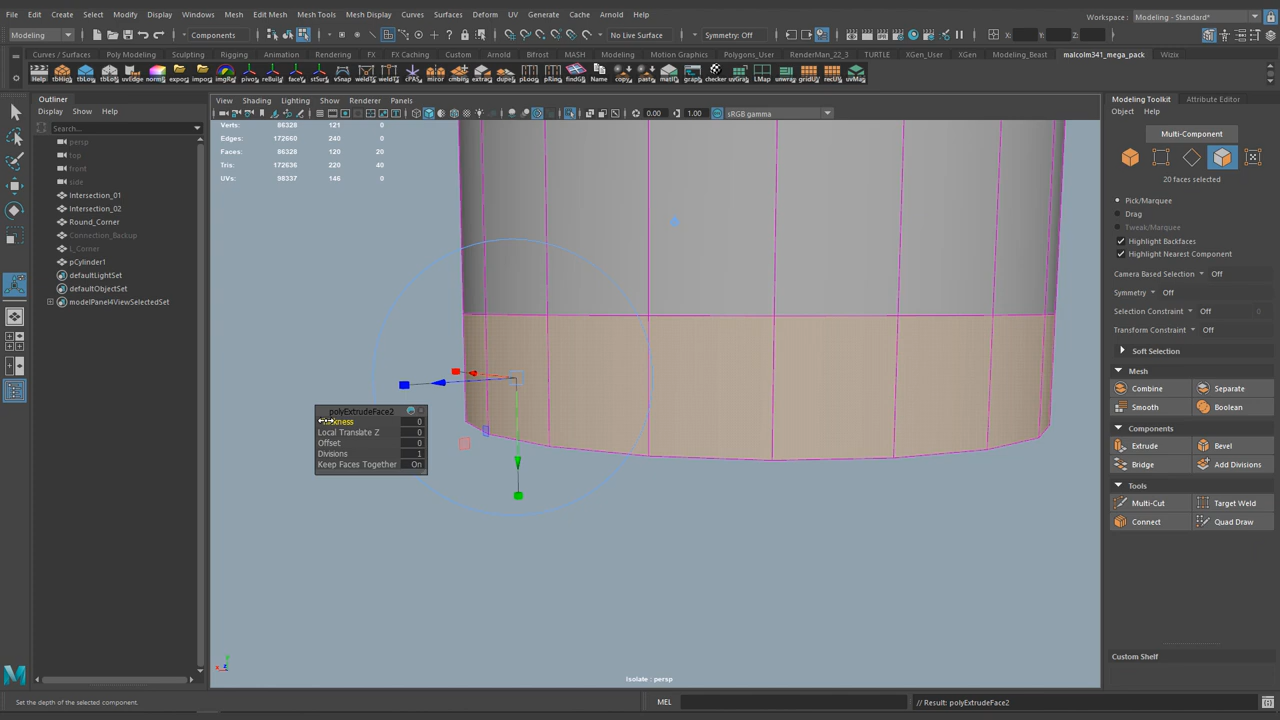 File Edit Create Select Modify Display Windows Mesh Edit Mesh Mesh Tools Mesh Display Curves Surfaces Deform UV Generate Cache Arnold Help
Workspace : Modeling - Standard*
Modeling Components No Live Surface Symmetry: Off X: Y: Z:
Curves / Surfaces Poly Modeling Sculpting Rigging Animation Rendering FX FX Caching Custom Bifrost MASH Modeling Motion Graphics Polygons_User RenderMan_22_3 TURTLE XGen_User XGen Modeling_Beast Arnold malcolm341_mega_pack Wizix
Outliner
Display Show Help
Search...
persp
top
front
side
Intersection_01
Intersection_02
Round_Corner
Connection_Backup
L_Corner
pCylinder1
defaultLightSet
defaultObjectSet
modelPanel4ViewSelectedSet
View Shading Lighting Show Renderer Panels
0.00 1.00 sRGB gamma
Verts: 86328 121 0
Edges: 172660 240 0
Faces: 86328 120 20
Tris: 172636 220 40
UVs: 98337 146 0
polyExtrudeFace2
0
Local Translate Z 0
Offset 0
Divisions 1
Keep Faces Together On
Isolate : persp
Modeling Toolkit Attribute Editor
Object Help
Multi-Component
20 faces selected
Pick/Marquee
Drag
Tweak/Marquee
Highlight Backfaces
Highlight Nearest Component
Camera Based Selection Off
Symmetry Off
Selection Constraint Off 0
Transform Constraint Off
Soft Selection
Mesh
Combine Separate
Smooth Boolean
Components
Extrude Bevel
Bridge Add Divisions
Tools
Multi-Cut Target Weld
Connect Quad Draw
Custom Shelf
Set the depth of the selected component.
MEL // Result: polyExtrudeFace2